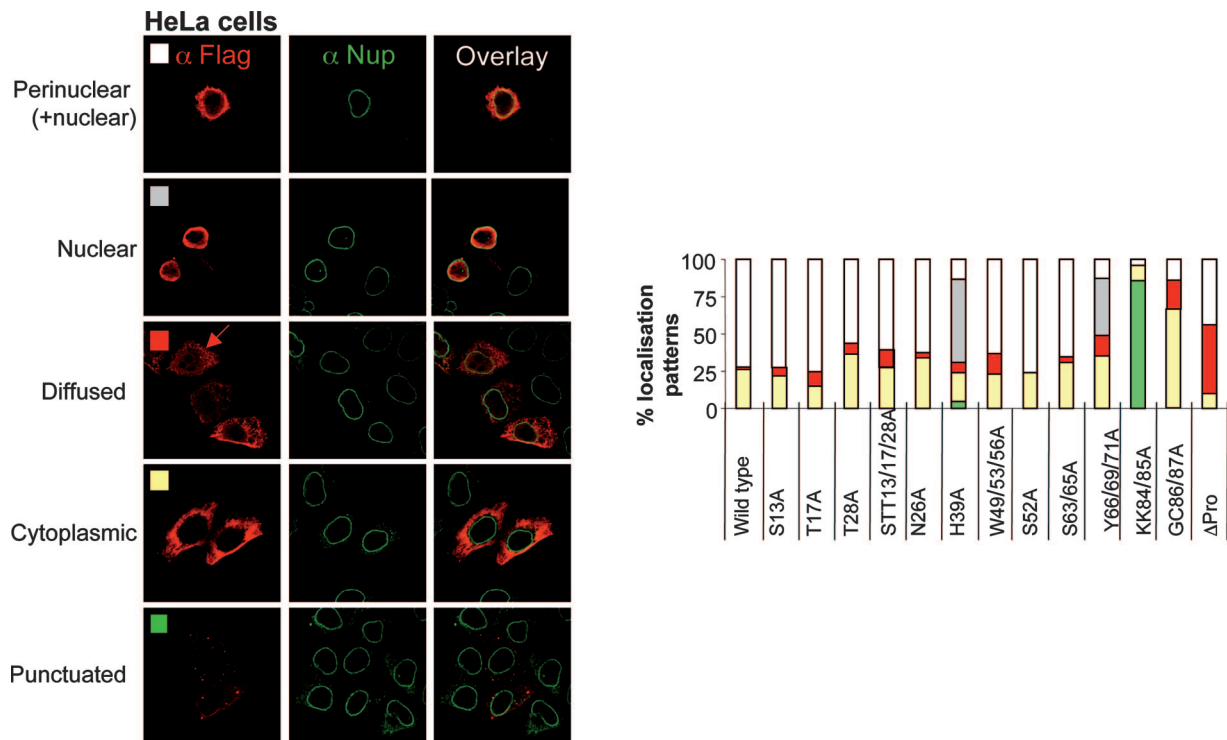 HeLa cells
α Flag
α Nup
Overlay
Perinuclear
(+nuclear)
Nuclear
Diffused
Cytoplasmic
Punctuated
% localisation
patterns
100
75
50
25
0
Wild type
S13A
T17A
T28A
STT13/17/28A
N26A
H39A
W49/53/56A
S52A
S63/65A
Y66/69/71A
KK84/85A
GC86/87A
ΔPro